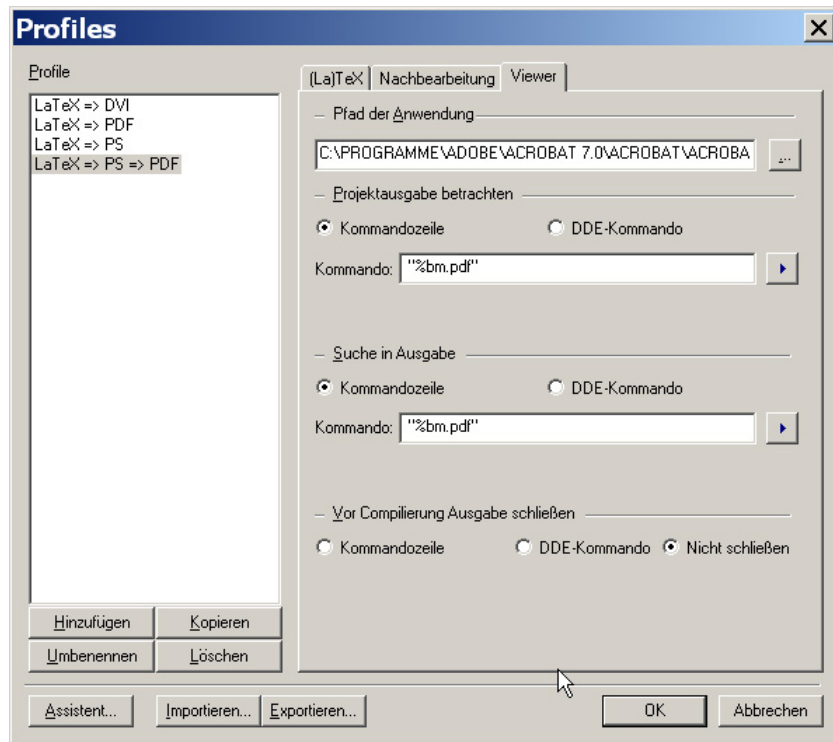 Profiles
Profile
LaTeX => DVI
LaTeX => PDF
LaTeX => PS
LaTeX => PS => PDF
Hinzufügen Kopieren
Umbenennen Löschen
(La)TeX Nachbearbeitung Viewer
Pfad der Anwendung
C:\PROGRAMME\ADOBE\ACROBAT 7.0\ACROBAT\ACROBA ...
Projektausgabe betrachten
Kommandozeile DDE-Kommando
Kommando: "%bm.pdf"
Suche in Ausgabe
Kommandozeile DDE-Kommando
Kommando: "%bm.pdf"
Vor Compilierung Ausgabe schließen
Kommandozeile DDE-Kommando Nicht schließen
Assistent... Importieren... Exportieren... OK Abbrechen